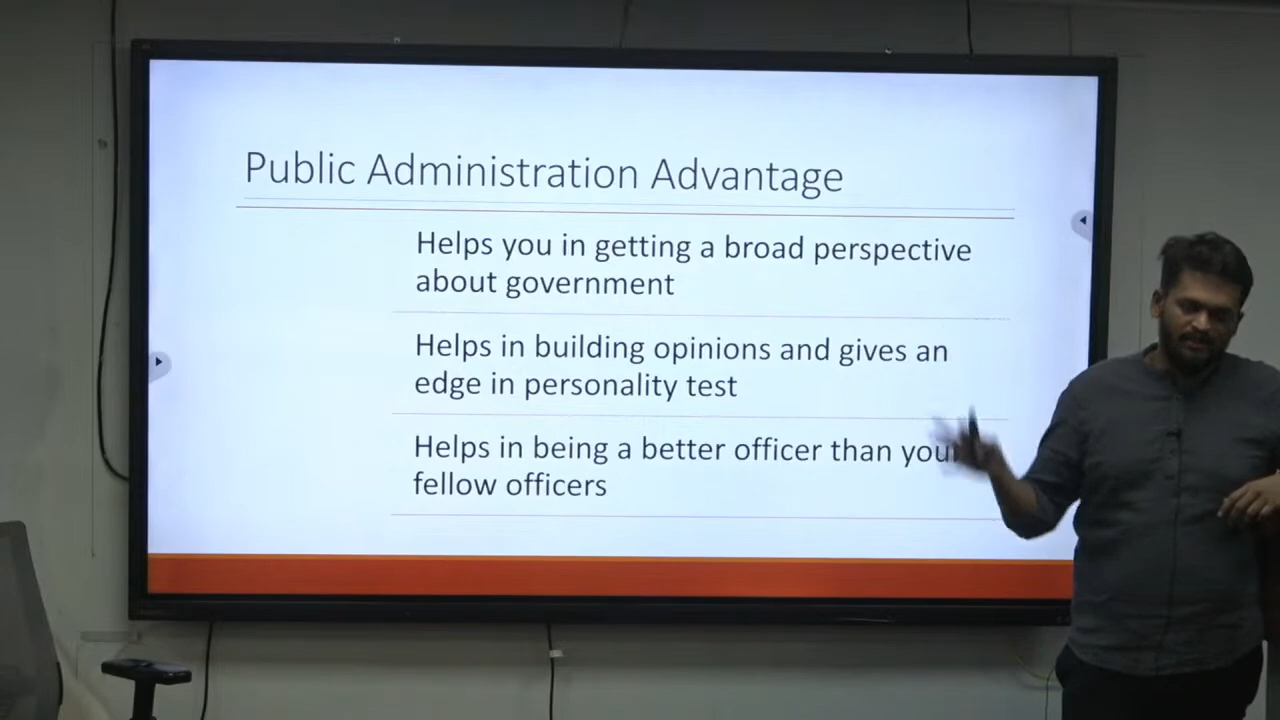 Public Administration Advantage
Helps you in getting a broad perspective
about government
Helps in building opinions and gives an
edge in personality test
Helps in being a better officer than your
fellow officers